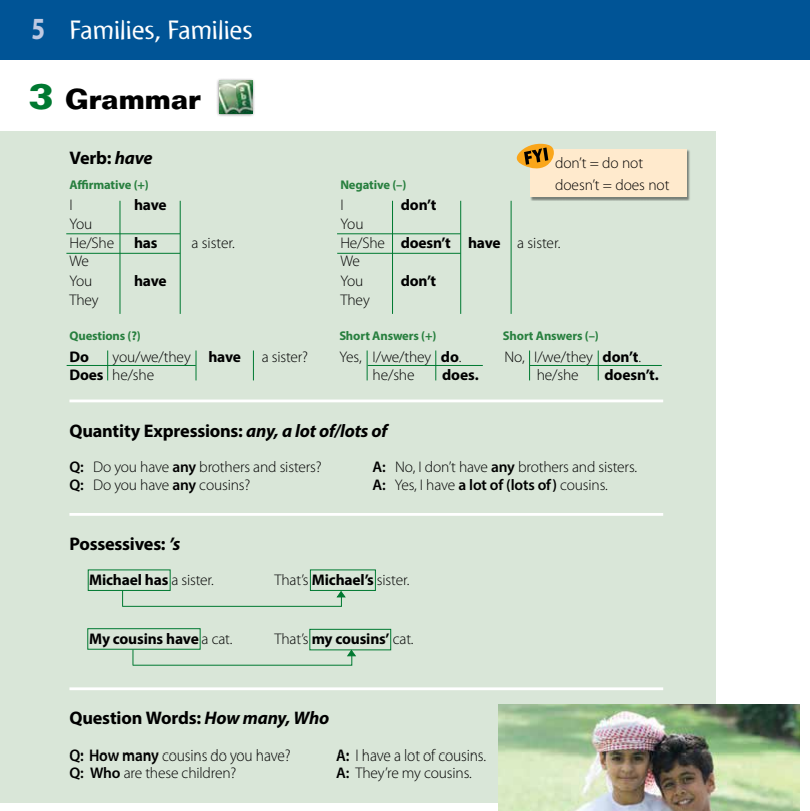 5 Families, Families
3 Grammar
Verb: have
FYI
don't = do not
doesn't = does not
Affirmative (+)
I have
You
He/She has a sister.
We
You have
They
Negative (–)
I don't
You
He/She doesn't have a sister.
We
You don't
They
Questions (?)
Do you/we/they have a sister?
Does he/she
Short Answers (+)
Yes, I/we/they do.
he/she does.
Short Answers (–)
No, I/we/they don't.
he/she doesn't.
Quantity Expressions: any, a lot of/lots of
Q: Do you have any brothers and sisters? A: No, I don't have any brothers and sisters.
Q: Do you have any cousins? A: Yes, I have a lot of (lots of) cousins.
Possessives: 's
Michael has a sister. That's Michael's sister.
My cousins have a cat. That's my cousins' cat.
Question Words: How many, Who
Q: How many cousins do you have? A: I have a lot of cousins.
Q: Who are these children? A: They're my cousins.